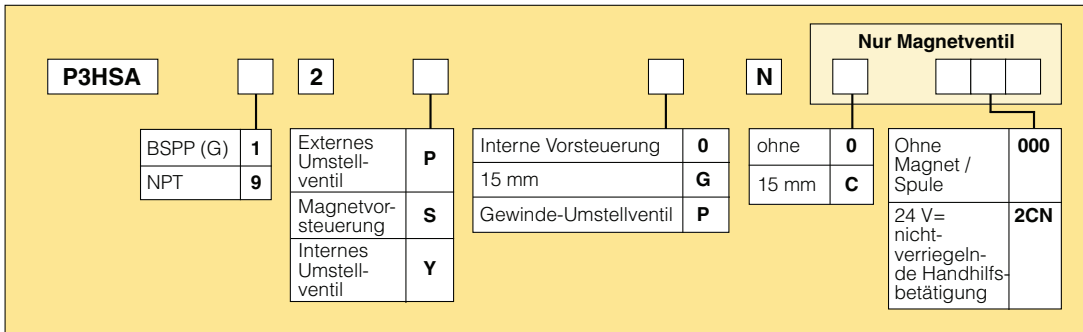 Nur Magnetventil
P3HSA 2 N
BSPP (G) 1
NPT 9
Externes
Umstell-
ventil
P
Magnetvor-
steuerung
S
Internes
Umstell-
ventil
Y
Interne Vorsteuerung 0
15 mm G
Gewinde-Umstellventil P
ohne 0
15 mm C
Ohne
Magnet /
Spule
000
24 V=
nicht-
verriegeln-
de Handhilfs-
betätigung
2CN